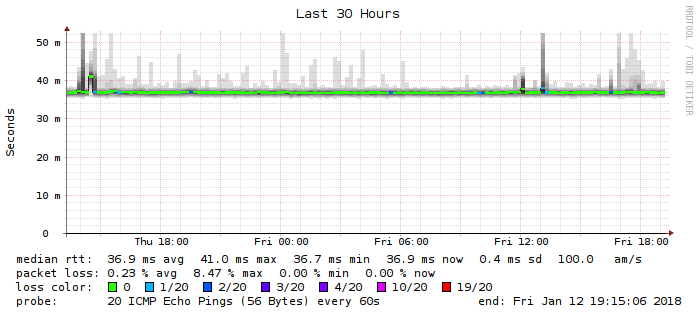 Last 30 Hours
RRDTOOL / TOBI OETIKER
Seconds
50 m
40 m
30 m
20 m
10 m
0
Thu 18:00 Fri 00:00 Fri 06:00 Fri 12:00 Fri 18:00
median rtt: 36.9 ms avg 41.0 ms max 36.7 ms min 36.9 ms now 0.4 ms sd 100.0 am/s
packet loss: 0.23 % avg 8.47 % max 0.00 % min 0.00 % now
loss color: 0 1/20 2/20 3/20 4/20 10/20 19/20
probe: 20 ICMP Echo Pings (56 Bytes) every 60s end: Fri Jan 12 19:15:06 2018